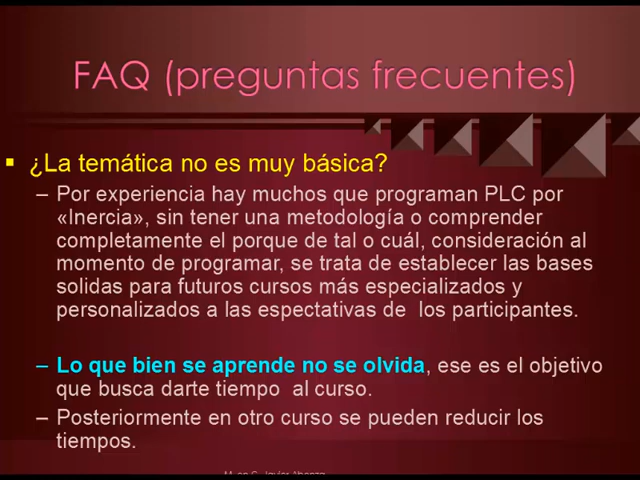 FAQ (preguntas frecuentes)
¿La temática no es muy básica?
– Por experiencia hay muchos que programan PLC por
«Inercia», sin tener una metodología o comprender
completamente el porque de tal o cuál, consideración al
momento de programar, se trata de establecer las bases
solidas para futuros cursos más especializados y
personalizados a las espectativas de los participantes.
– Lo que bien se aprende no se olvida, ese es el objetivo
que busca darte tiempo al curso.
– Posteriormente en otro curso se pueden reducir los
tiempos.